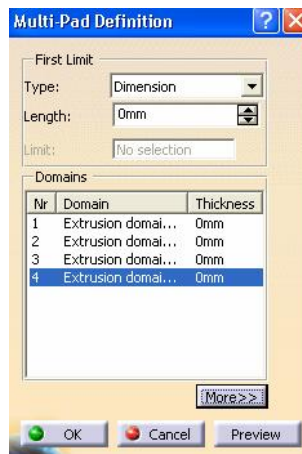 Multi-Pad Definition
First Limit
Type: Dimension
Length: 0mm
Limit: No selection
Domains
Nr Domain Thickness
1 Extrusion domai... 0mm
2 Extrusion domai... 0mm
3 Extrusion domai... 0mm
4 Extrusion domai... 0mm
More>>
OK Cancel Preview